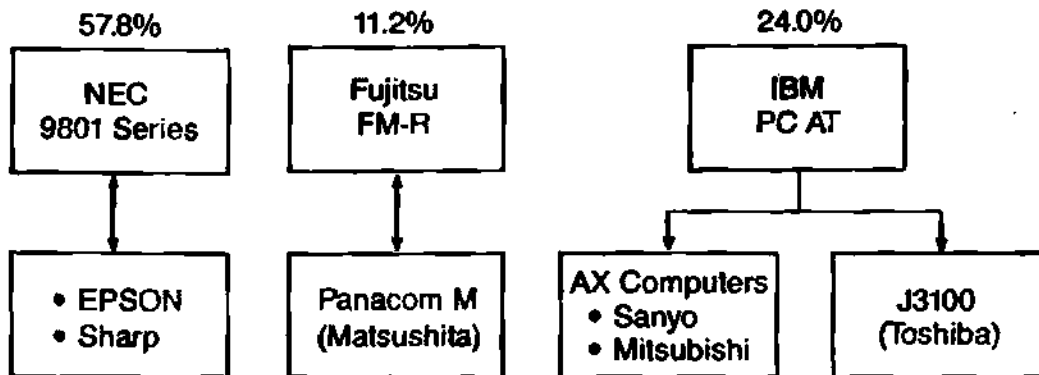 57.8%
NEC
9801 Series
• EPSON
• Sharp
11.2%
Fujitsu
FM-R
Panacom M
(Matsushita)
24.0%
IBM
PC AT
AX Computers
• Sanyo
• Mitsubishi
J3100
(Toshiba)